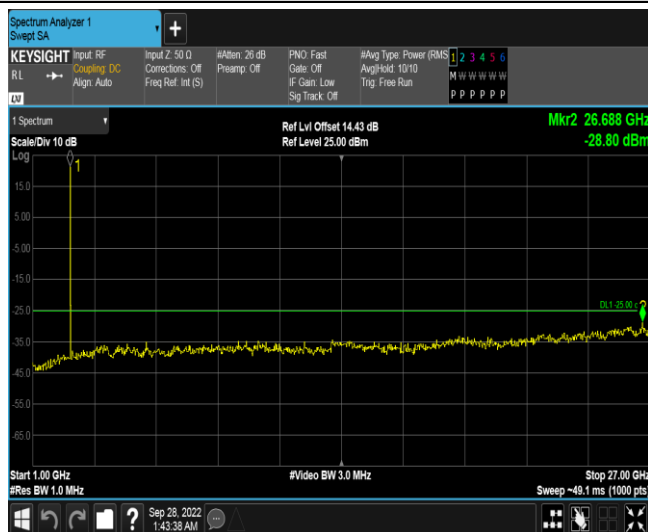 Spectrum Analyzer 1
Swept SA
+
KEYSIGHT
RL
Input: RF
Coupling: DC
Align: Auto
Input Z: 50 Ω
Corrections: Off
Freq Ref: Int (S)
#Atten: 26 dB
Preamp: Off
PNO: Fast
Gate: Off
IF Gain: Low
Sig Track: Off
#Avg Type: Power (RMS
Avg|Hold: 10/10
Trig: Free Run
1 2 3 4 5 6
M W W W W W
P P P P P P
LXI
1 Spectrum
Scale/Div 10 dB
Ref Lvl Offset 14.43 dB
Ref Level 25.00 dBm
Mkr2 26.688 GHz
-28.80 dBm
Log
1
15.0
5.00
-5.00
-15.0
-25.0
DL1 -25.00
2
-35.0
-45.0
-55.0
-65.0
Start 1.00 GHz
#Res BW 1.0 MHz
#Video BW 3.0 MHz
Stop 27.00 GHz
Sweep ~49.1 ms (1000 pts)
?
Sep 28, 2022
1:43:38 AM